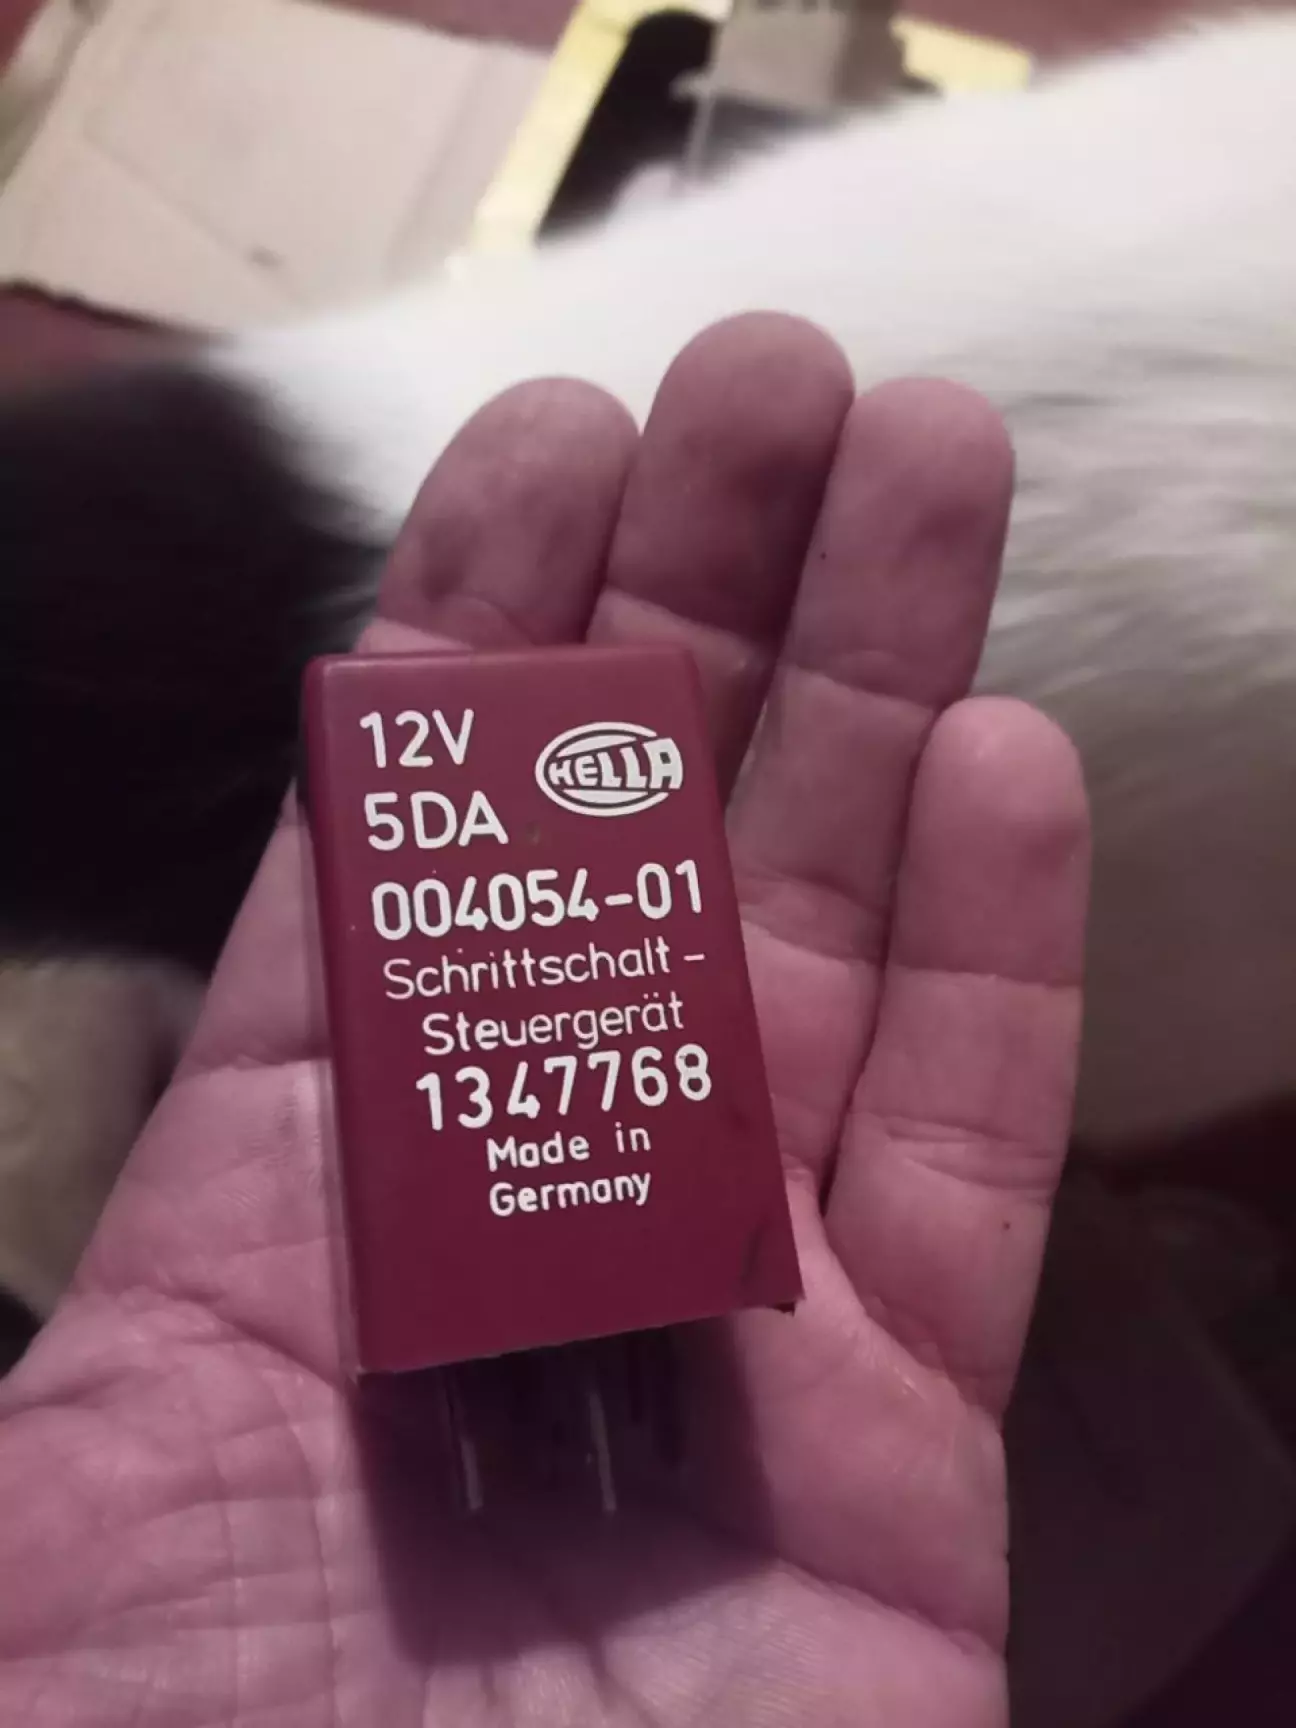 12V
HELLA
5DA
004054-01
Schrittschalt-
Steuergerät
1347768
Made in
Germany